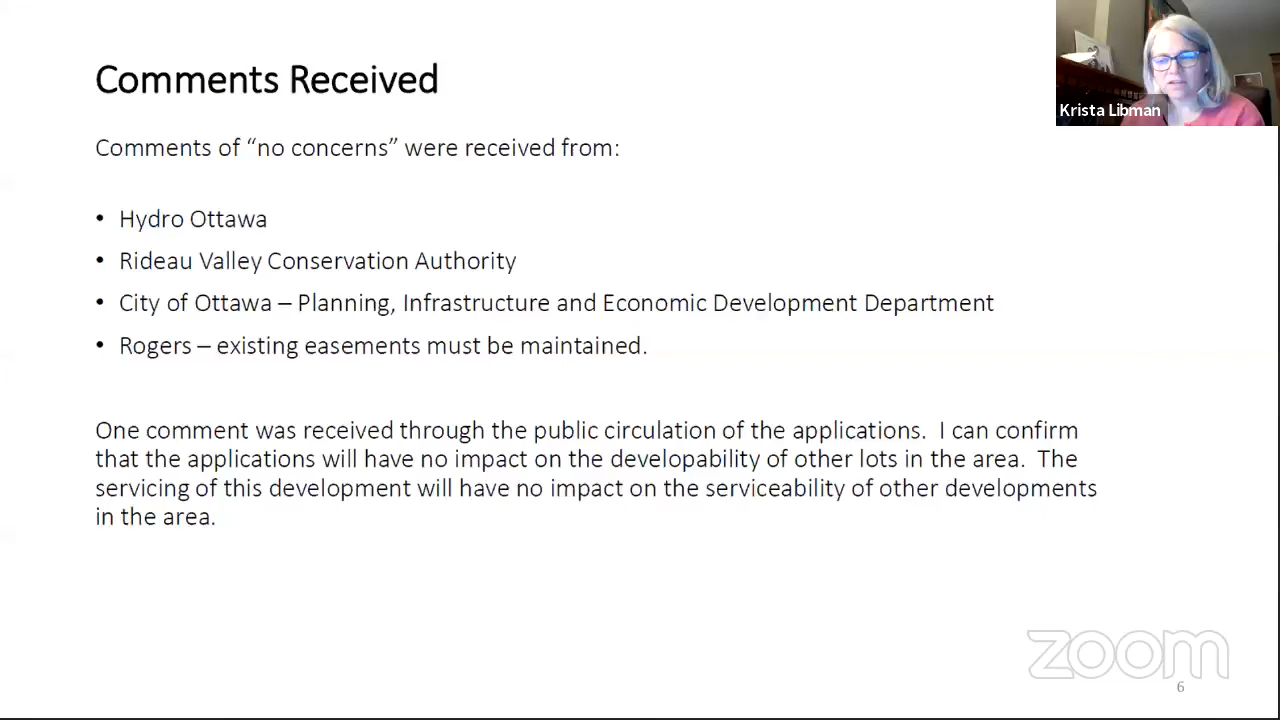 Comments Received
Krista Libman
Comments of “no concerns” were received from:
• Hydro Ottawa
• Rideau Valley Conservation Authority
• City of Ottawa – Planning, Infrastructure and Economic Development Department
• Rogers – existing easements must be maintained.
One comment was received through the public circulation of the applications.  I can confirm
that the applications will have no impact on the developability of other lots in the area.  The
servicing of this development will have no impact on the serviceability of other developments
in the area.
zoom
6